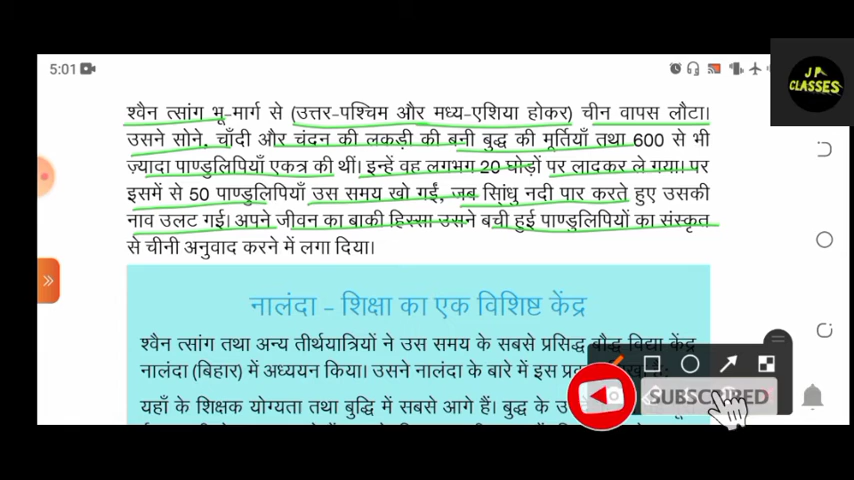 5:01
J P
CLASSES
श्वैन त्सांग भू-मार्ग से (उत्तर-पश्चिम और मध्य-एशिया होकर) चीन वापस लौटा।
उसने सोने, चाँदी और चंदन की लकड़ी की बनी बुद्ध की मूर्तियाँ तथा 600 से भी
ज़्यादा पाण्डुलिपियाँ एकत्र की थीं। इन्हें वह लगभग 20 घोड़ों पर लादकर ले गया। पर
इसमें से 50 पाण्डुलिपियाँ उस समय खो गईं, जब सिंधु नदी पार करते हुए उसकी
नाव उलट गई। अपने जीवन का बाकी हिस्सा उसने बची हुई पाण्डुलिपियों का संस्कृत
से चीनी अनुवाद करने में लगा दिया।
नालंदा – शिक्षा का एक विशिष्ट केंद्र
श्वैन त्सांग तथा अन्य तीर्थयात्रियों ने उस समय के सबसे प्रसिद्ध बौद्ध विद्या केंद्र
नालंदा (बिहार) में अध्ययन किया। उसने नालंदा के बारे में इस
SUBSCRIBED
यहाँ के शिक्षक योग्यता तथा बुद्धि में सबसे आगे हैं। बुद्ध के